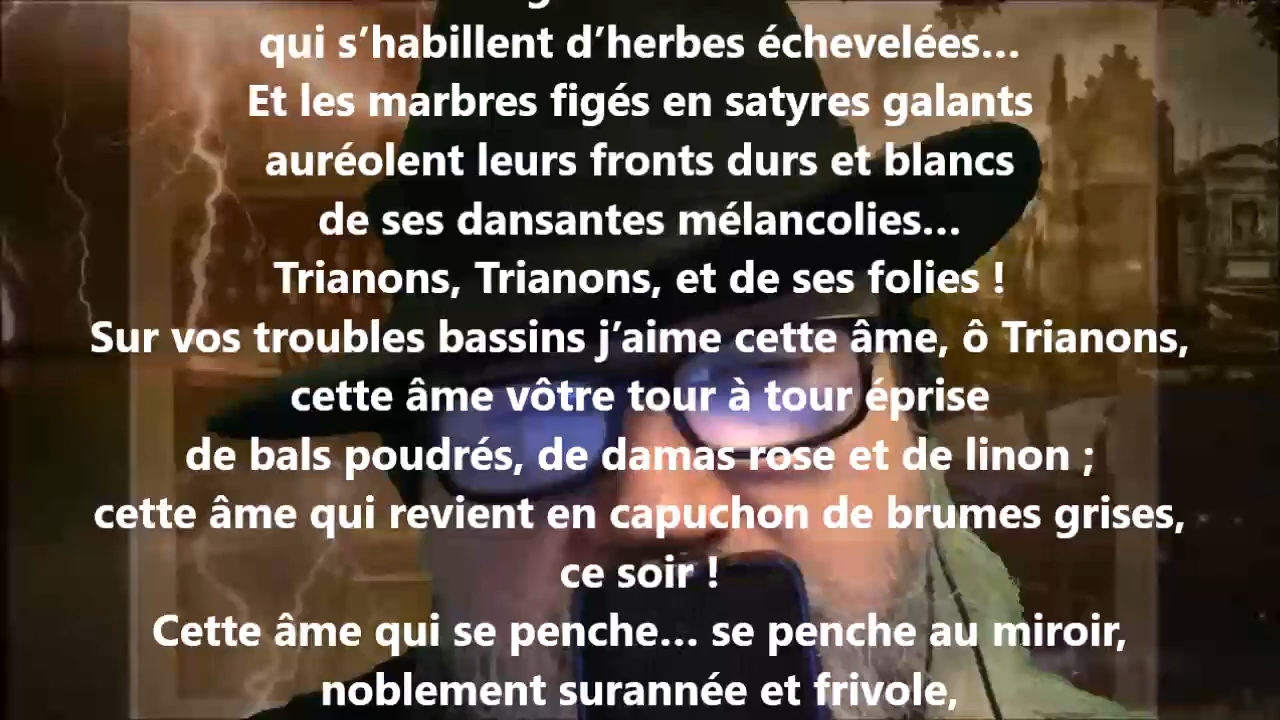 qui s’habillent d’herbes échevelées...
Et les marbres figés en satyres galants
auréolent leurs fronts durs et blancs
de ses dansantes mélancolies...
Trianons, Trianons, et de ses folies !
Sur vos troubles bassins j’aime cette âme, ô Trianons,
cette âme vôtre tour à tour éprise
de bals poudrés, de damas rose et de linon ;
cette âme qui revient en capuchon de brumes grises,
ce soir !
Cette âme qui se penche... se penche au miroir,
noblement surannée et frivole,